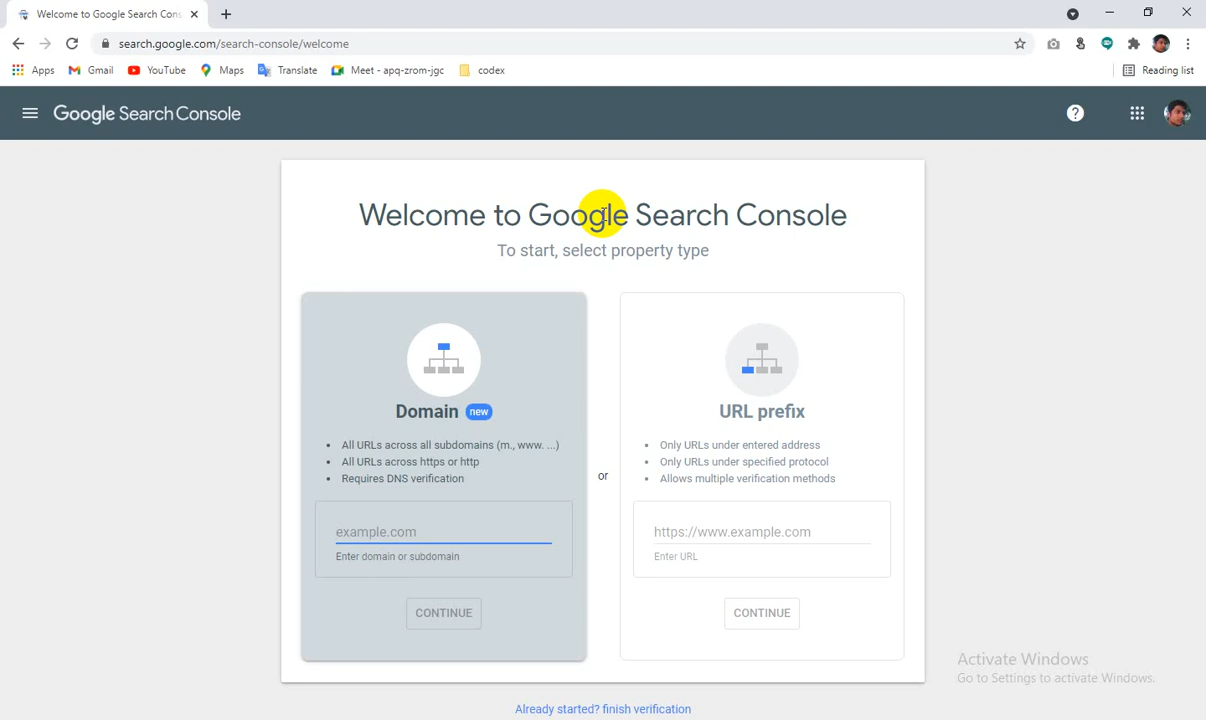 Welcome to Google Search Cons
search.google.com/search-console/welcome
Apps Gmail YouTube Maps Translate Meet - apq-zrom-jgc codex Reading list
Google Search Console
Welcome to Google Search Console
To start, select property type
Domain new
• All URLs across all subdomains (m., www. ...)
• All URLs across https or http
• Requires DNS verification
example.com
Enter domain or subdomain
CONTINUE
or
URL prefix
• Only URLs under entered address
• Only URLs under specified protocol
• Allows multiple verification methods
https://www.example.com
Enter URL
CONTINUE
Already started? finish verification
Activate Windows
Go to Settings to activate Windows.